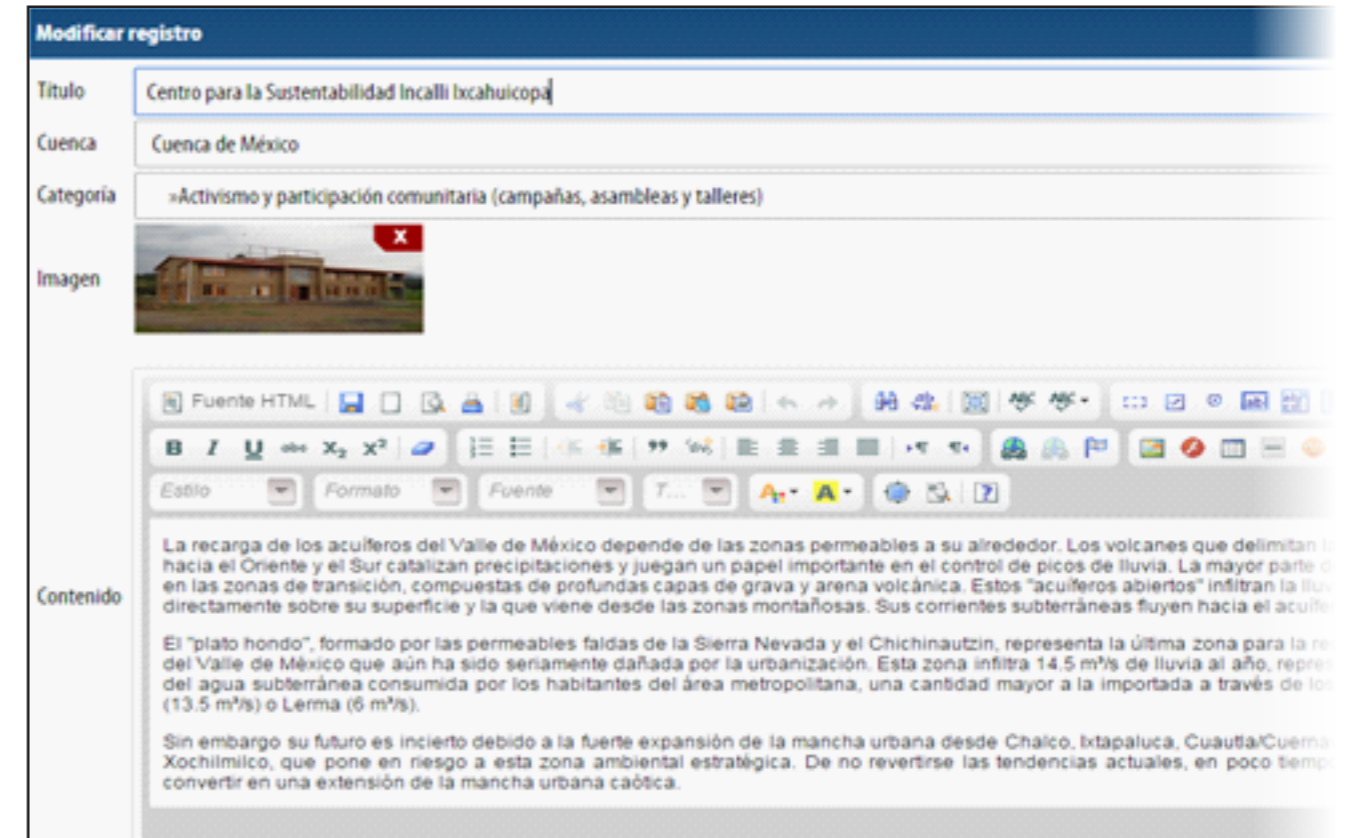 Modificar registro
Título
Centro para la Sustentabilidad Incalli Ixcahuicopa
Cuenca
Cuenca de México
Categoría
»Activismo y participación comunitaria (campañas, asambleas y talleres)
Imagen
X
Fuente HTML
B I U abc X₂ X²
Estilo Formato Fuente T...
Contenido
La recarga de los acuíferos del Valle de México depende de las zonas permeables a su alrededor. Los volcanes que delimitan
hacia el Oriente y el Sur catalizan precipitaciones y juegan un papel importante en el control de picos de lluvia. La mayor parte
en las zonas de transición, compuestas de profundas capas de grava y arena volcánica. Estos "acuíferos abiertos" infiltran la
directamente sobre su superficie y la que viene desde las zonas montañosas. Sus corrientes subterráneas fluyen hacia el
El "plato hondo", formado por las permeables faldas de la Sierra Nevada y el Chichinautzin, representa la última zona para la
del Valle de México que aún ha sido seriamente dañada por la urbanización. Esta zona infiltra 14.5 m³/s de lluvia al año,
del agua subterránea consumida por los habitantes del área metropolitana, una cantidad mayor a la importada a través de los
(13.5 m³/s) o Lerma (6 m³/s).
Sin embargo su futuro es incierto debido a la fuerte expansión de la mancha urbana desde Chalco, Ixtapaluca,
Xochilmilco, que pone en riesgo a esta zona ambiental estratégica. De no revertirse las tendencias actuales, en poco
convertir en una extensión de la mancha urbana caótica.